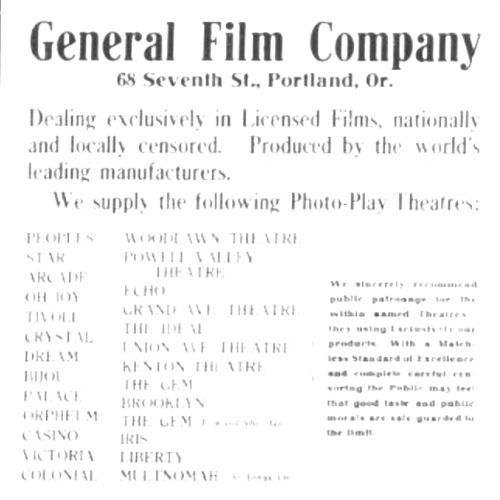 General Film Company
68 Seventh St., Portland, Or.
Dealing exclusively in Licensed Films, nationally
and locally censored. Produced by the world's
leading manufacturers.
We supply the following Photo-Play Theatres:
PEOPLES
STAR
ARCADE
OH JOY
TIVOLI
CRYSTAL
DREAM
BIJOU
PALACE
ORPHEUM
CASINO
VICTORIA
COLONIAL
WOODLAWN THEATRE
POWELL VALLEY
THEATRE
ECHO
GRAND AVE THEATRE
THE IDEAL
UNION AVE THEATRE
KENTON THEATRE
THE GEM
BROOKLYN
THE GEM
IRIS
LIBERTY
MULTNOMAH
We sincerely recommend
public patronage for the
within named Theatres
they using Exclusively our
products. With a Match-
less Standard of Excellence
and complete careful cen-
soring the Public may feel
that good taste and public
morals are safe guarded to
the limit.